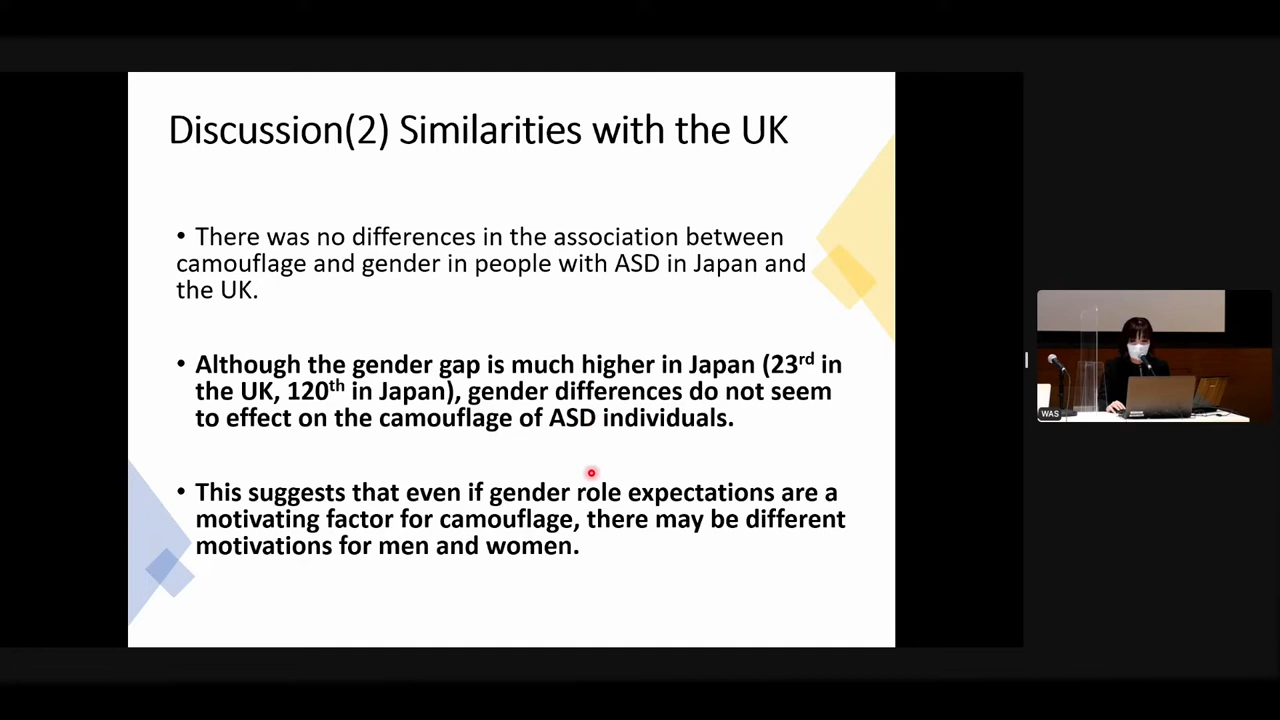 Discussion(2) Similarities with the UK
• There was no differences in the association between
camouflage and gender in people with ASD in Japan and
the UK.
• Although the gender gap is much higher in Japan (23rd in
the UK, 120th in Japan), gender differences do not seem
to effect on the camouflage of ASD individuals.
• This suggests that even if gender role expectations are a
motivating factor for camouflage, there may be different
motivations for men and women.
WAS